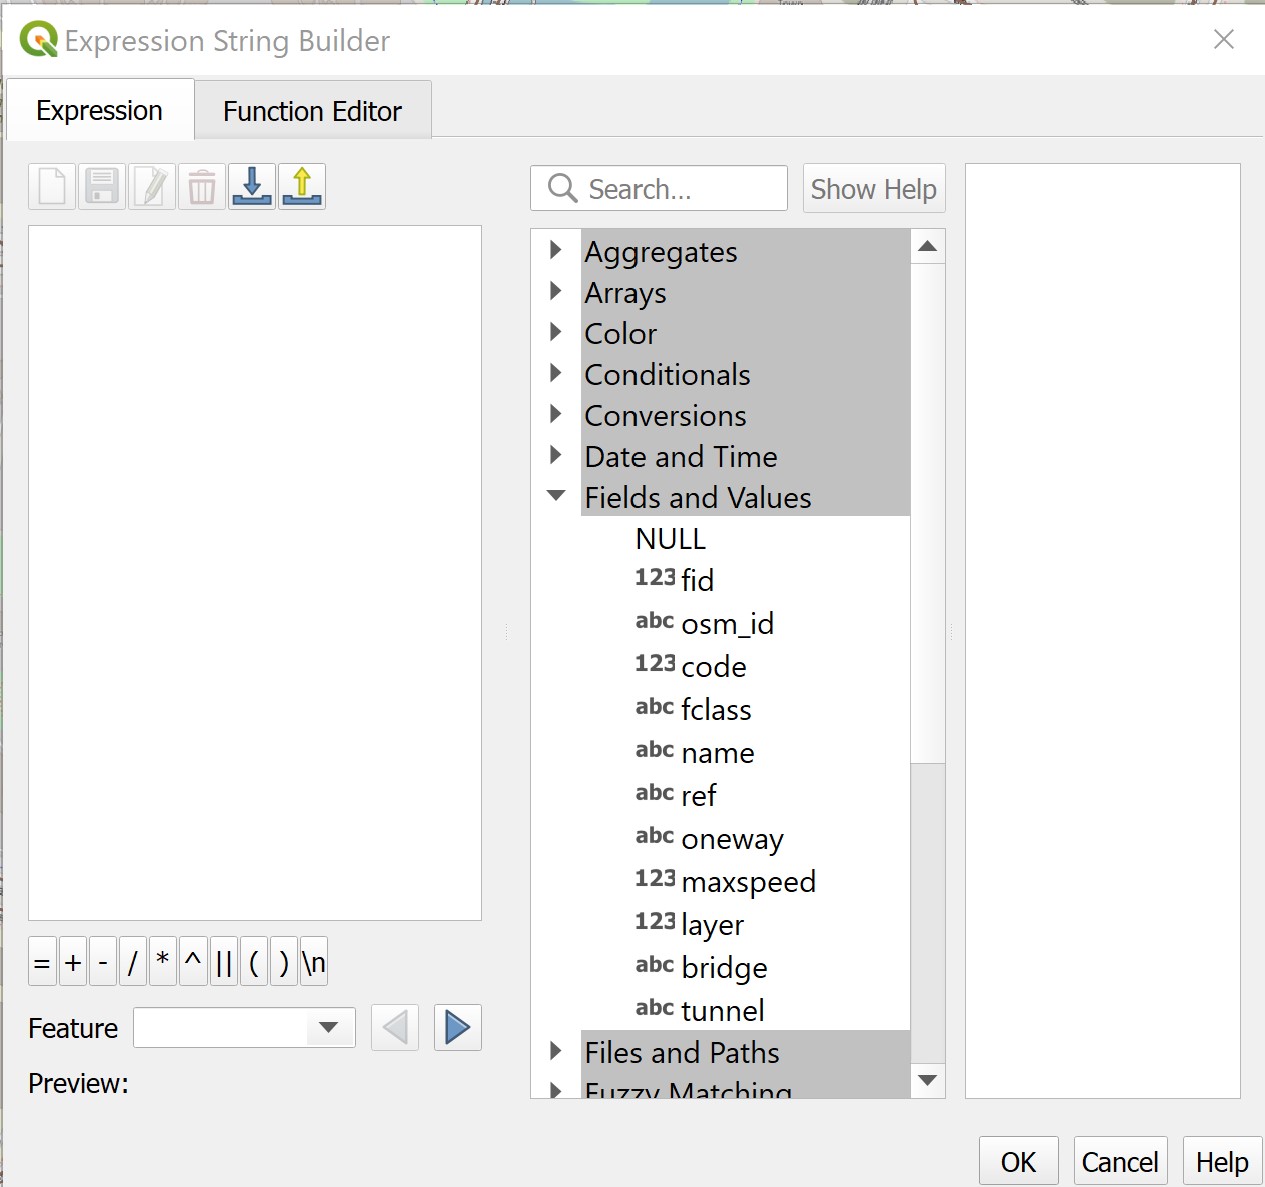 Expression String Builder
Expression
Function Editor
Search...
Show Help
Aggregates
Arrays
Color
Conditionals
Conversions
Date and Time
Fields and Values
NULL
123 fid
abc osm_id
123 code
abc fclass
abc name
abc ref
abc oneway
123 maxspeed
123 layer
abc bridge
abc tunnel
Files and Paths
Fuzzy Matching
= + - / * ^ || ( ) \n
Feature
Preview:
OK
Cancel
Help